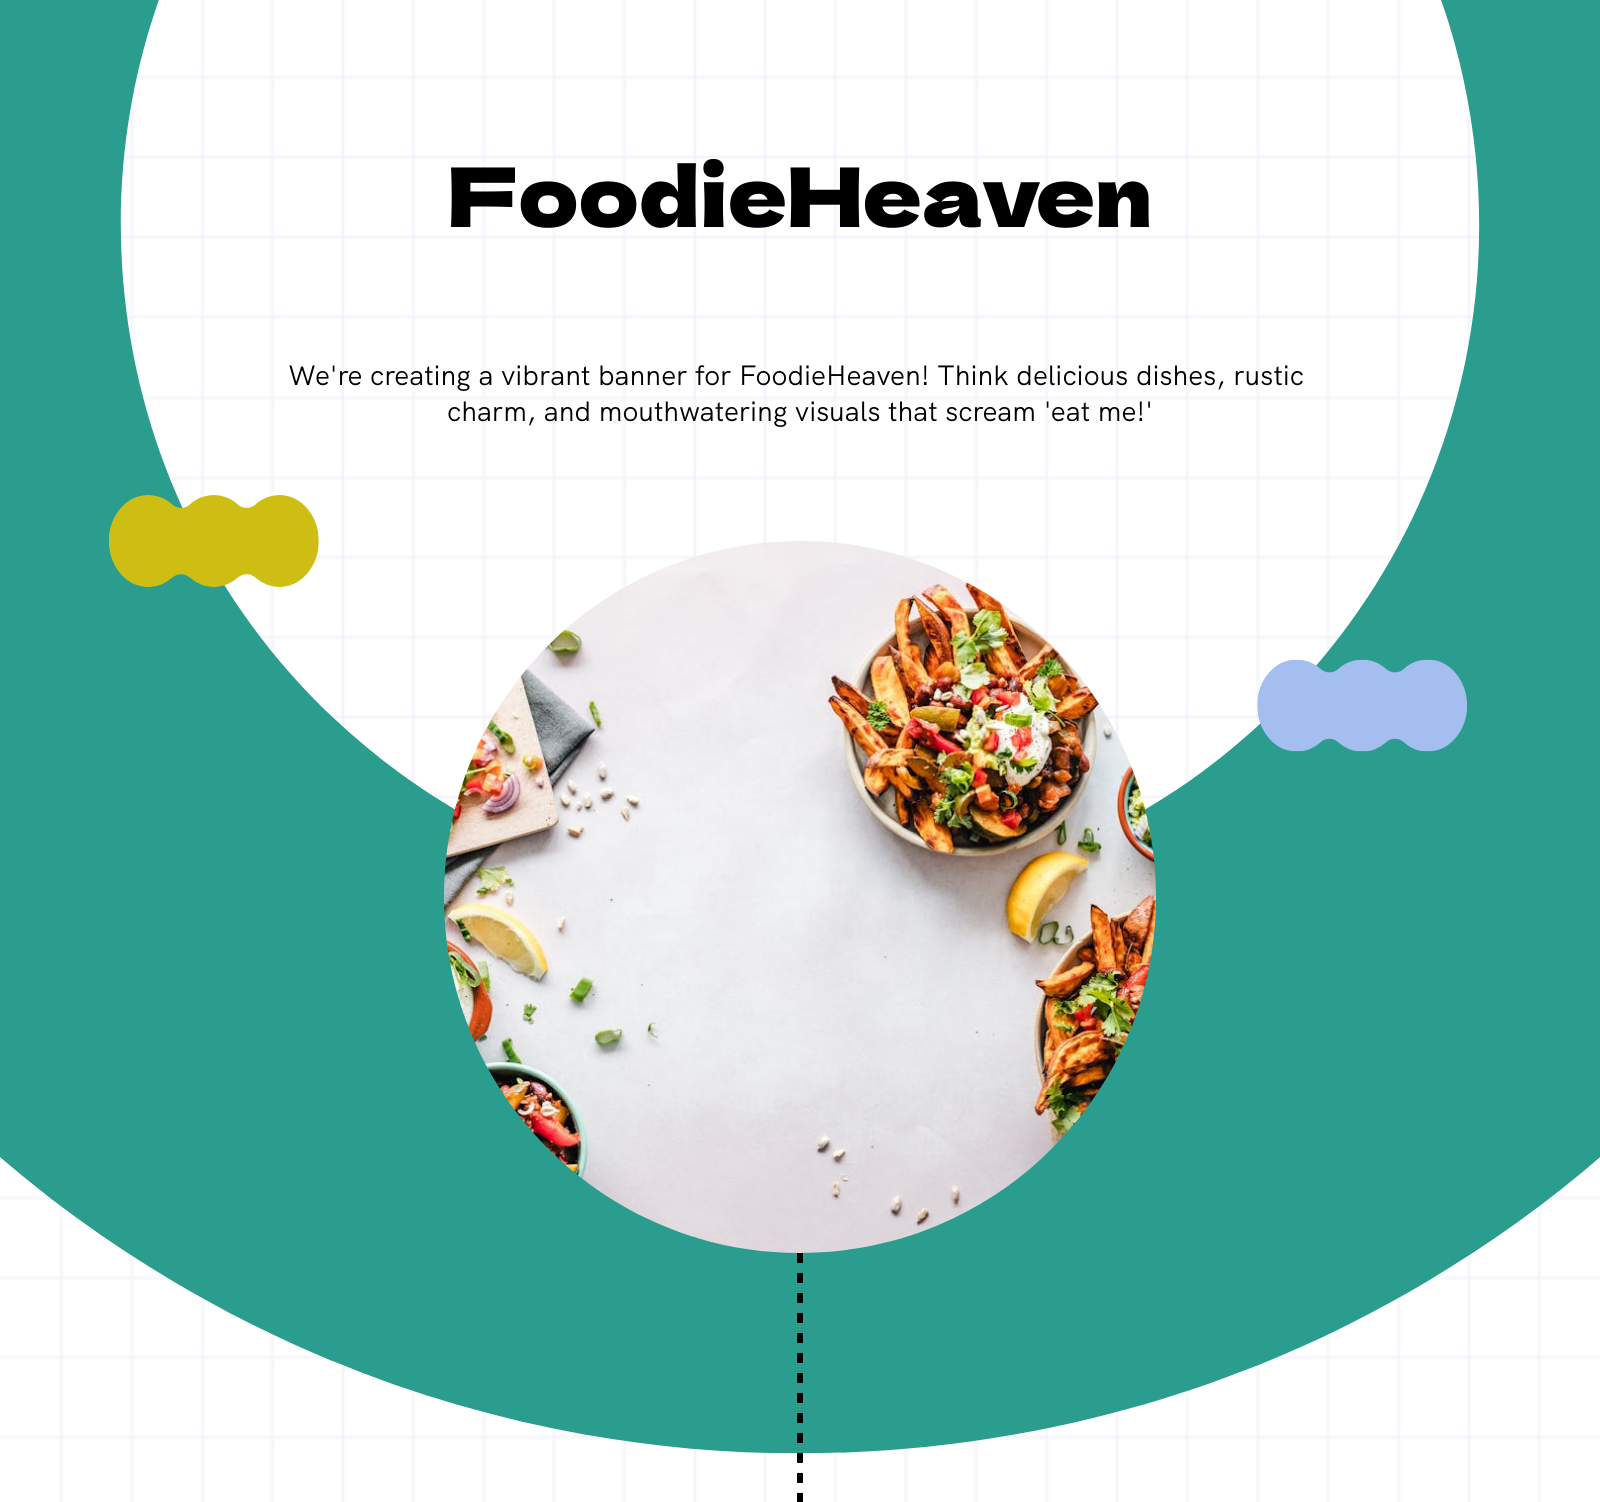 FoodieHeaven
We're creating a vibrant banner for FoodieHeaven! Think delicious dishes, rustic
charm, and mouthwatering visuals that scream 'eat me!'